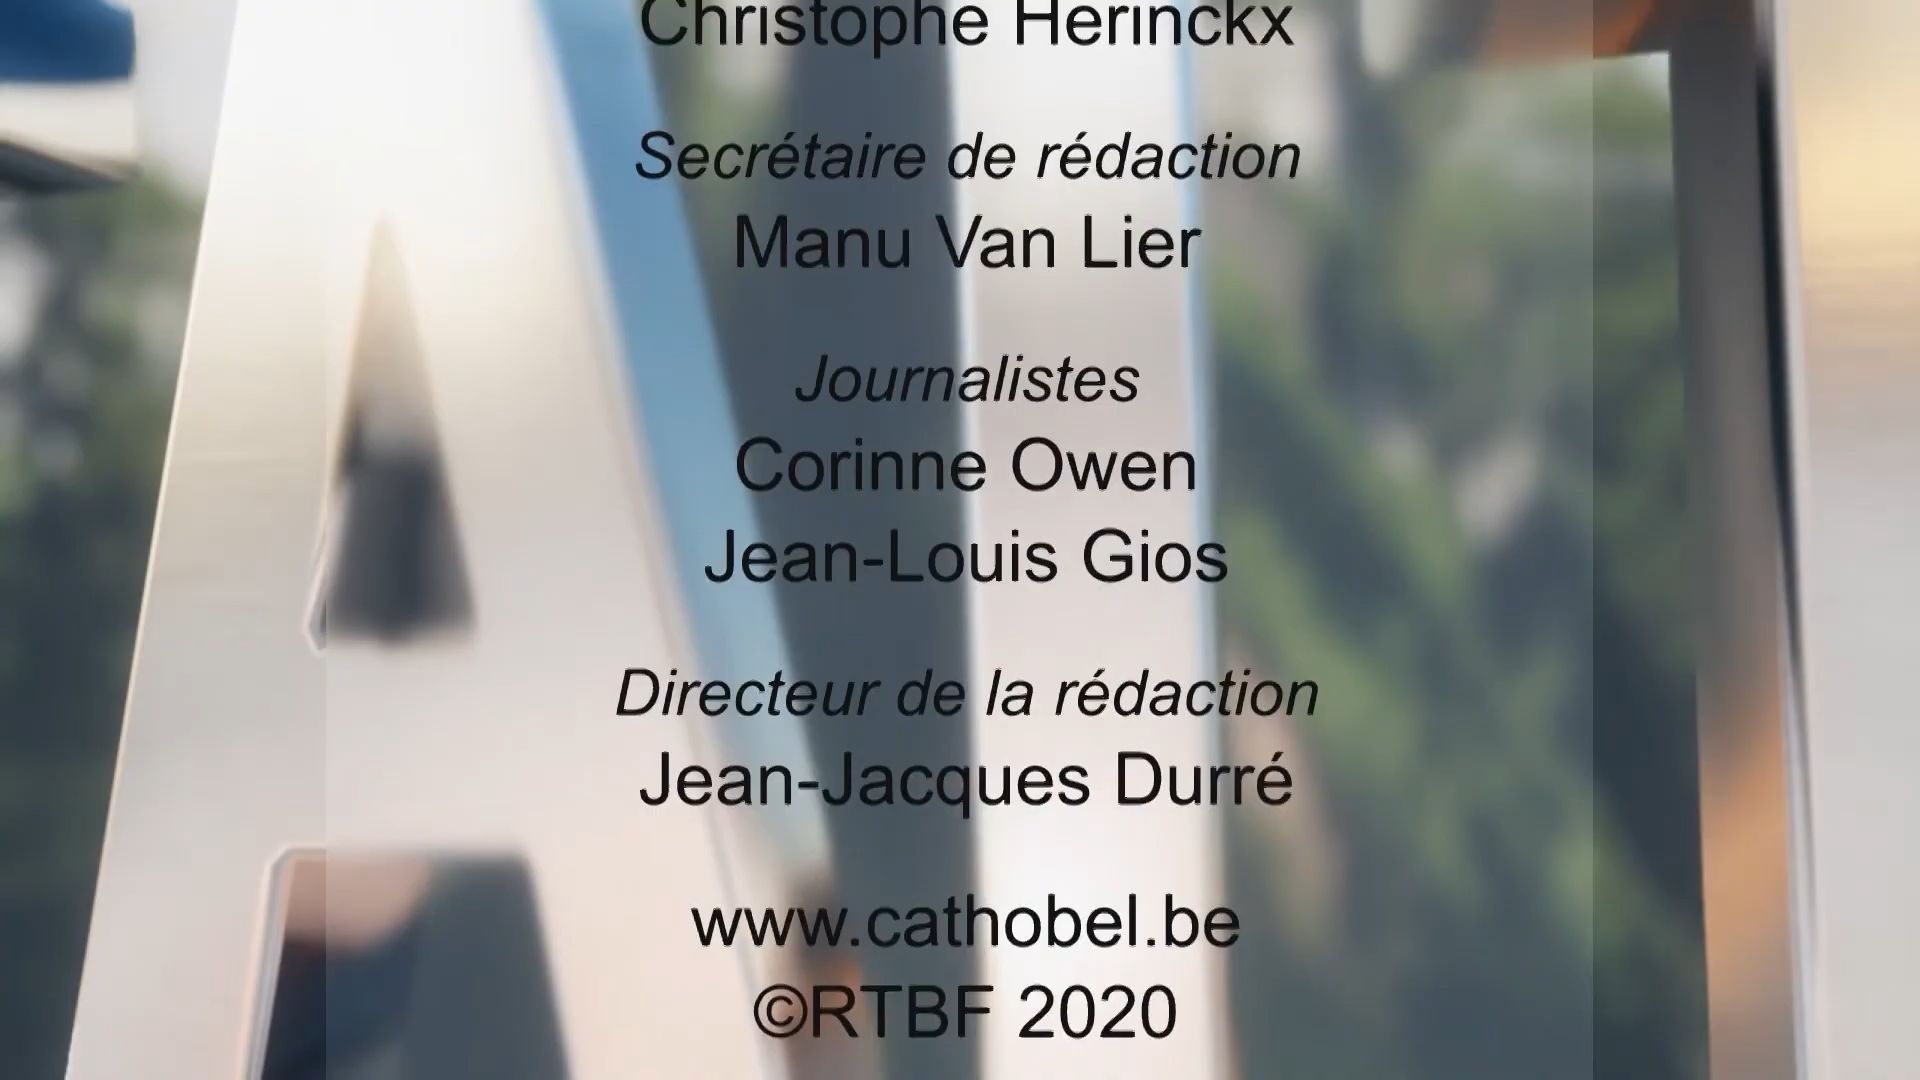 Christophe Herinckx
Secrétaire de rédaction
Manu Van Lier
Journalistes
Corinne Owen
Jean-Louis Gios
Directeur de la rédaction
Jean-Jacques Durré
www.cathobel.be
©RTBF 2020